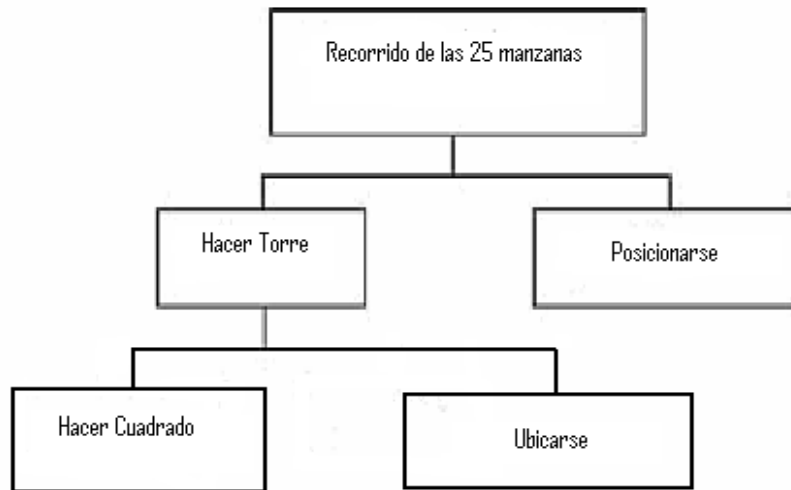 Recorrido de las 25 manzanas
Hacer Torre
Posicionarse
Hacer Cuadrado
Ubicarse